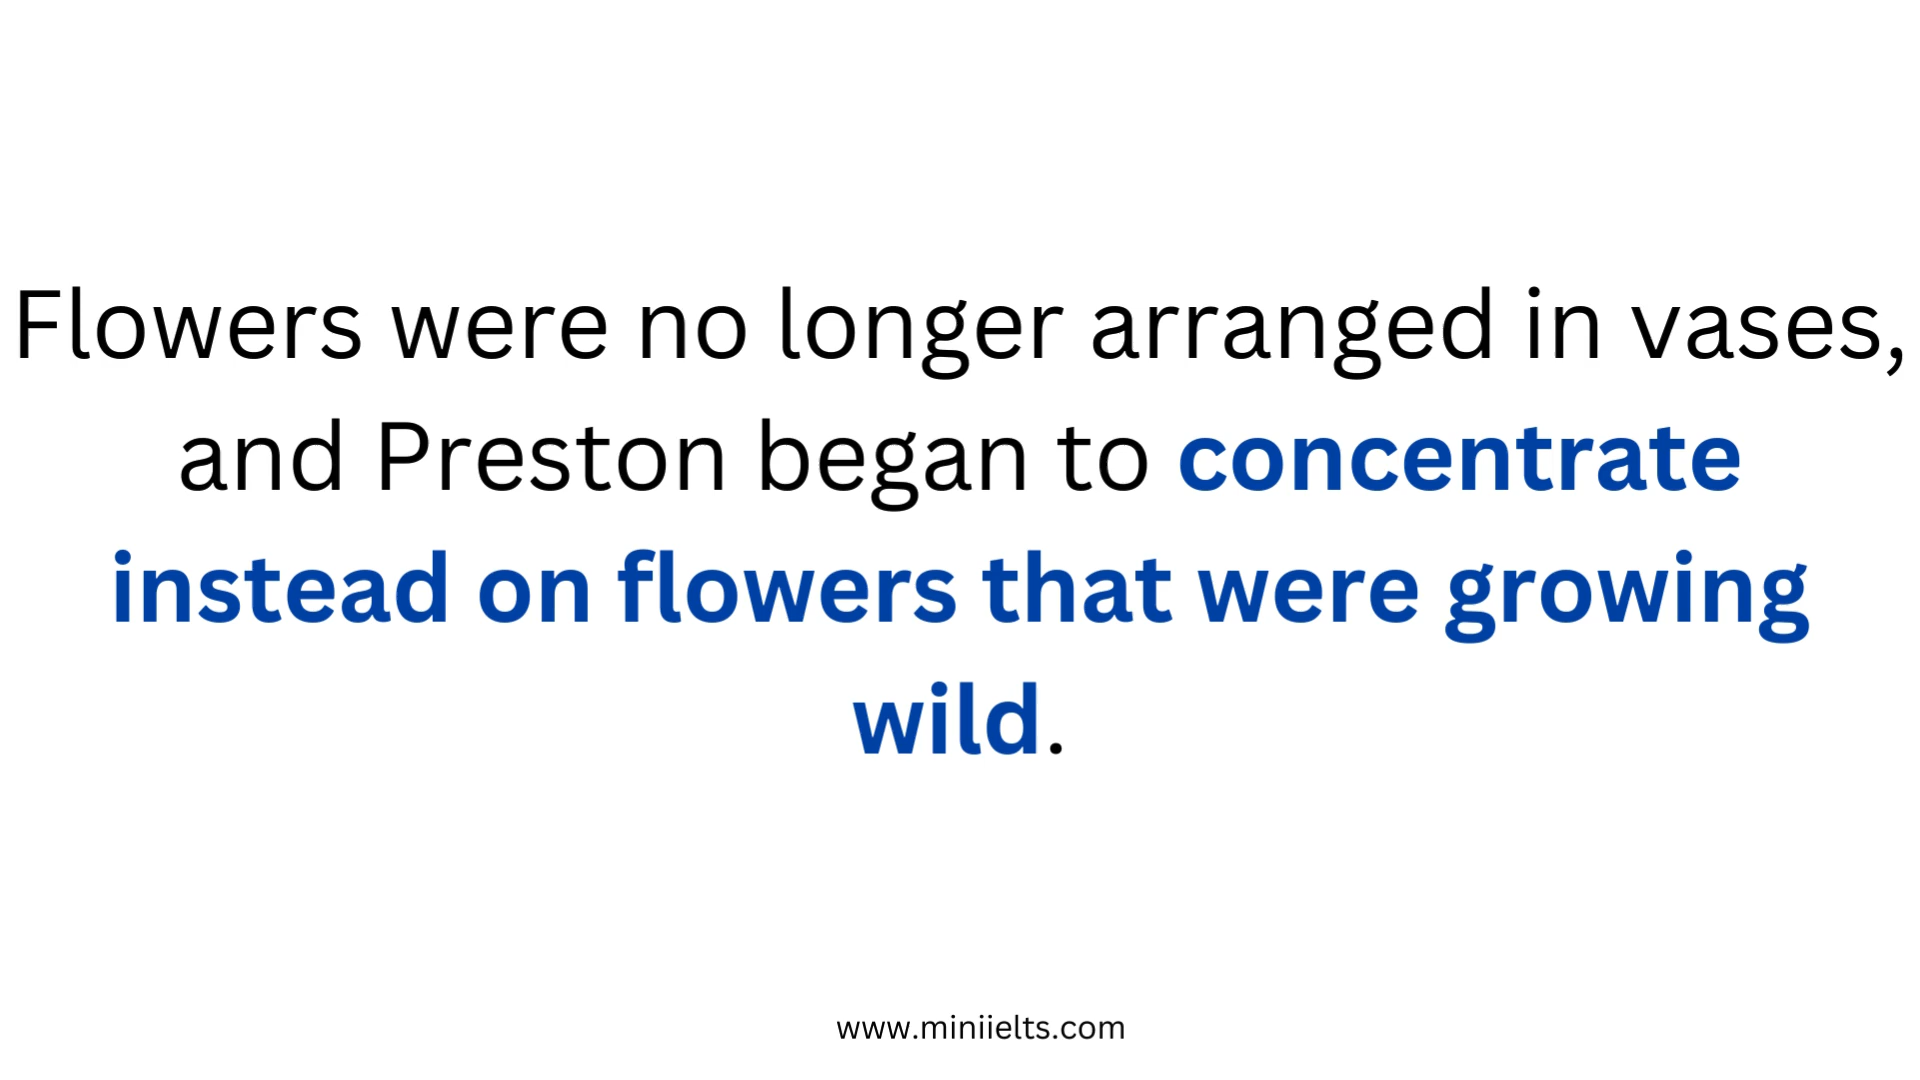 Flowers were no longer arranged in vases,
and Preston began to concentrate
instead on flowers that were growing
wild.
www.miniielts.com